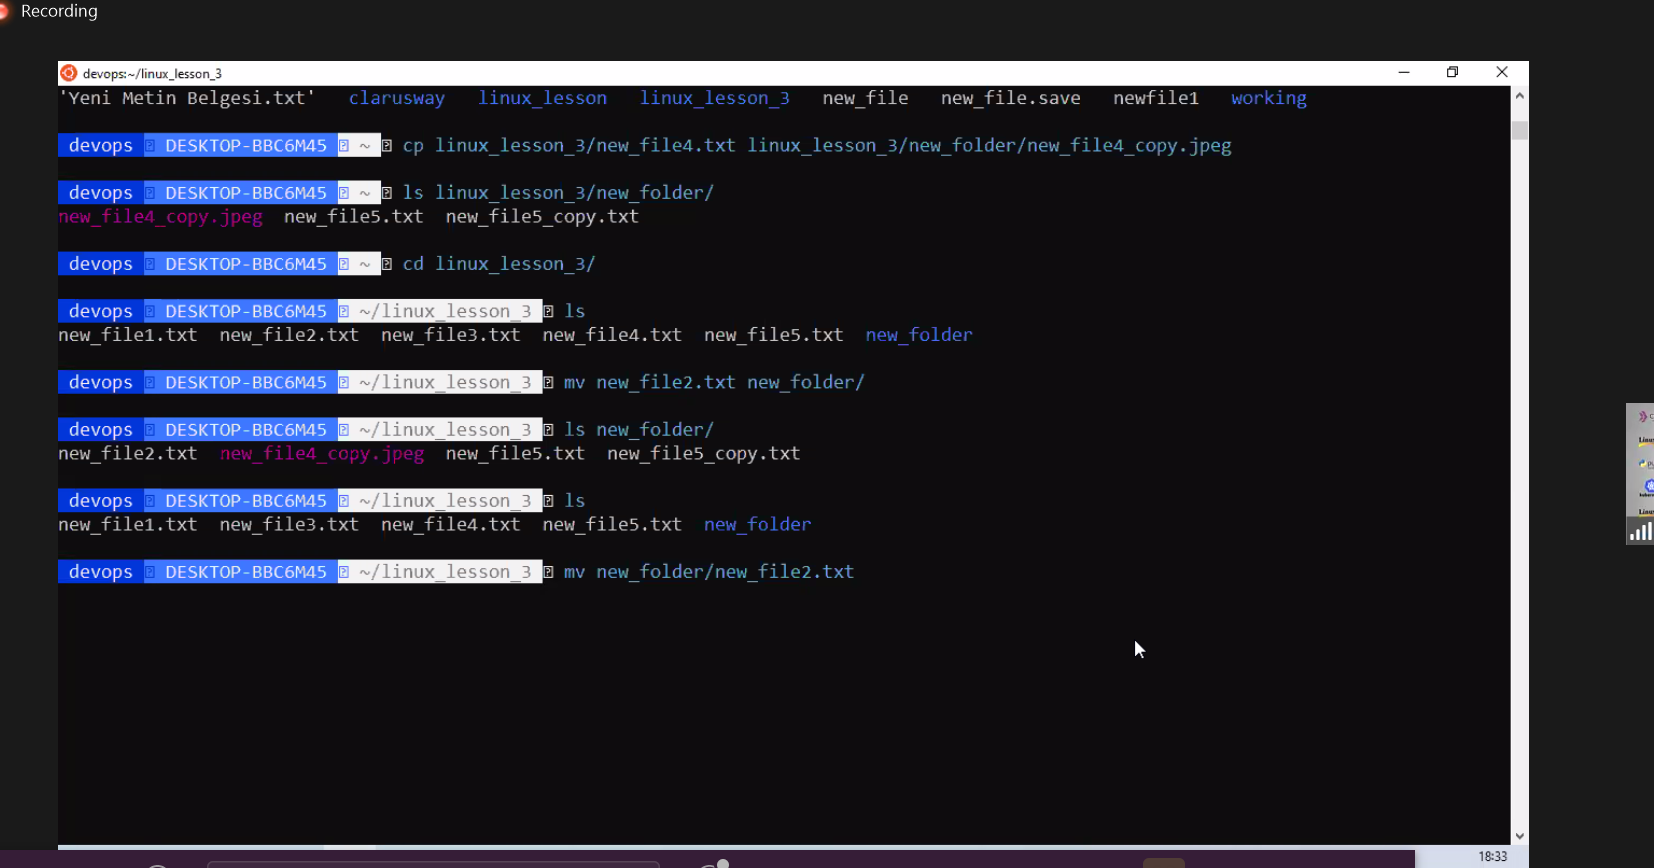 Recording
devops:~/linux_lesson_3
'Yeni Metin Belgesi.txt' clarusway linux_lesson linux_lesson_3 new_file new_file.save newfile1 working
devops DESKTOP-BBC6M45 ~ cp linux_lesson_3/new_file4.txt linux_lesson_3/new_folder/new_file4_copy.jpeg
devops DESKTOP-BBC6M45 ~ ls linux_lesson_3/new_folder/
new_file4_copy.jpeg new_file5.txt new_file5_copy.txt
devops DESKTOP-BBC6M45 ~ cd linux_lesson_3/
devops DESKTOP-BBC6M45 ~/linux_lesson_3 ls
new_file1.txt new_file2.txt new_file3.txt new_file4.txt new_file5.txt new_folder
devops DESKTOP-BBC6M45 ~/linux_lesson_3 mv new_file2.txt new_folder/
devops DESKTOP-BBC6M45 ~/linux_lesson_3 ls new_folder/
new_file2.txt new_file4_copy.jpeg new_file5.txt new_file5_copy.txt
devops DESKTOP-BBC6M45 ~/linux_lesson_3 ls
new_file1.txt new_file3.txt new_file4.txt new_file5.txt new_folder
devops DESKTOP-BBC6M45 ~/linux_lesson_3 mv new_folder/new_file2.txt
18:33